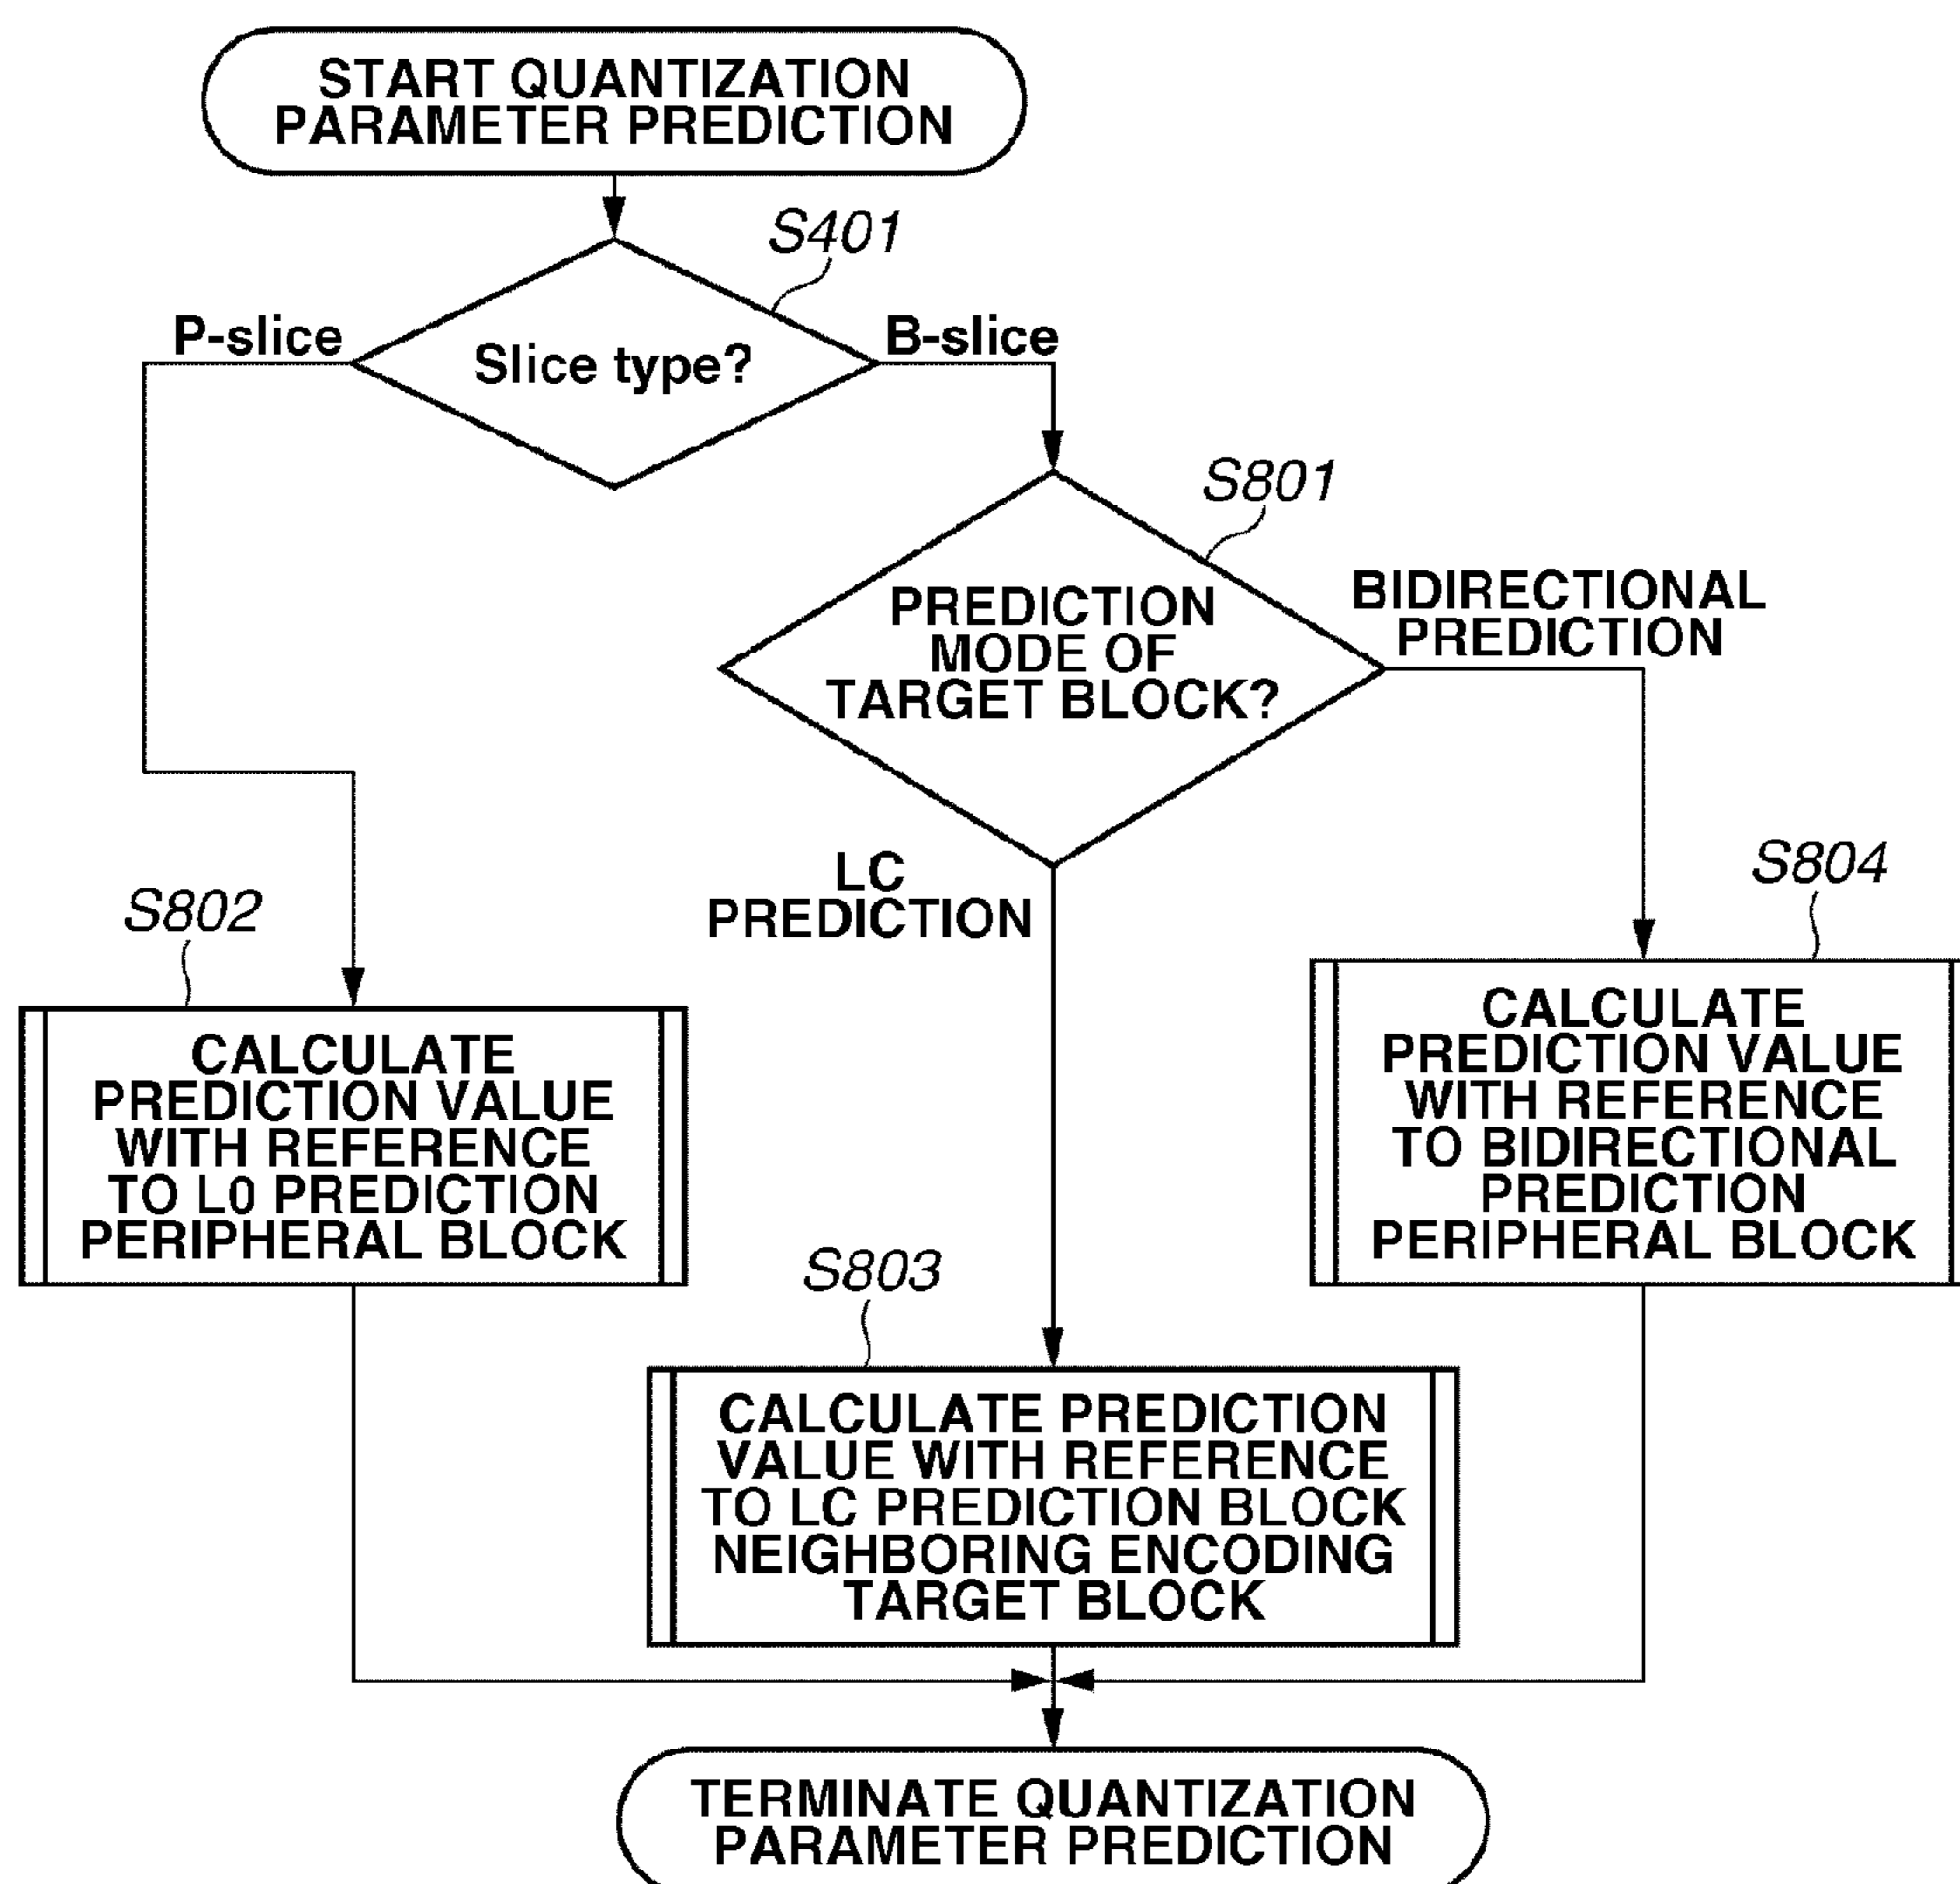 START QUANTIZATION
PARAMETER PREDICTION
S401
P-slice
Slice type?
B-slice
S801
PREDICTION
MODE OF
TARGET BLOCK?
BIDIRECTIONAL
PREDICTION
LC
PREDICTION
S802
CALCULATE
PREDICTION VALUE
WITH REFERENCE
TO L0 PREDICTION
PERIPHERAL BLOCK
S804
CALCULATE
PREDICTION VALUE
WITH REFERENCE
TO BIDIRECTIONAL
PREDICTION
PERIPHERAL BLOCK
S803
CALCULATE PREDICTION
VALUE WITH REFERENCE
TO LC PREDICTION BLOCK
NEIGHBORING ENCODING
TARGET BLOCK
TERMINATE QUANTIZATION
PARAMETER PREDICTION